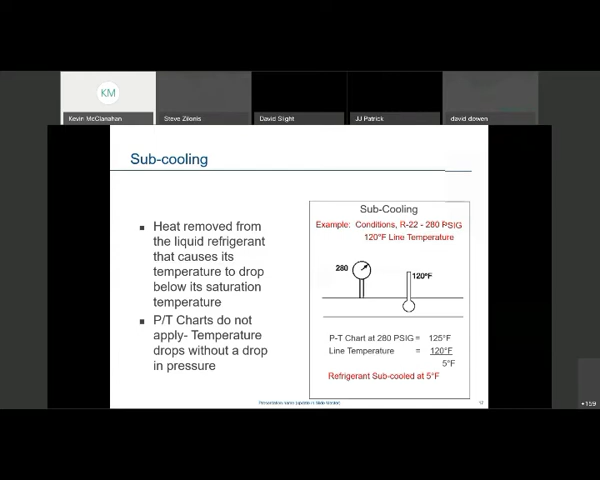 KM
Kevin McClanahan
Steve Zilonis
David Slight
JJ Patrick
david dowen
Sub-cooling
Heat removed from
the liquid refrigerant
that causes its
temperature to drop
below its saturation
temperature
P/T Charts do not
apply- Temperature
drops without a drop
in pressure
Sub-Cooling
Example: Conditions, R-22 - 280 PSIG
120°F Line Temperature
280
120°F
P-T Chart at 280 PSIG = 125°F
Line Temperature = 120°F
5°F
Refrigerant Sub-cooled at 5°F
+159